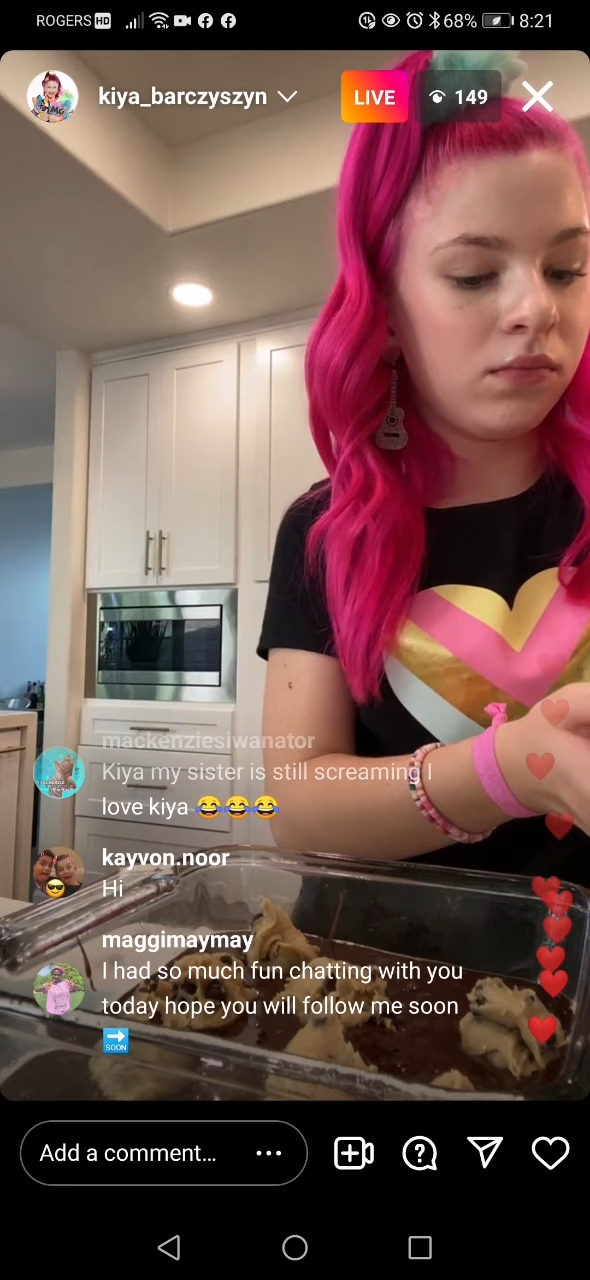 ROGERS HD 68% 8:21
kiya_barczyszyn LIVE 149
mackenziesiwanator
Kiya my sister is still screaming I
love kiya 😂😂😂
kayvon.noor
Hi
maggimaymay
I had so much fun chatting with you
today hope you will follow me soon
SOON
Add a comment...